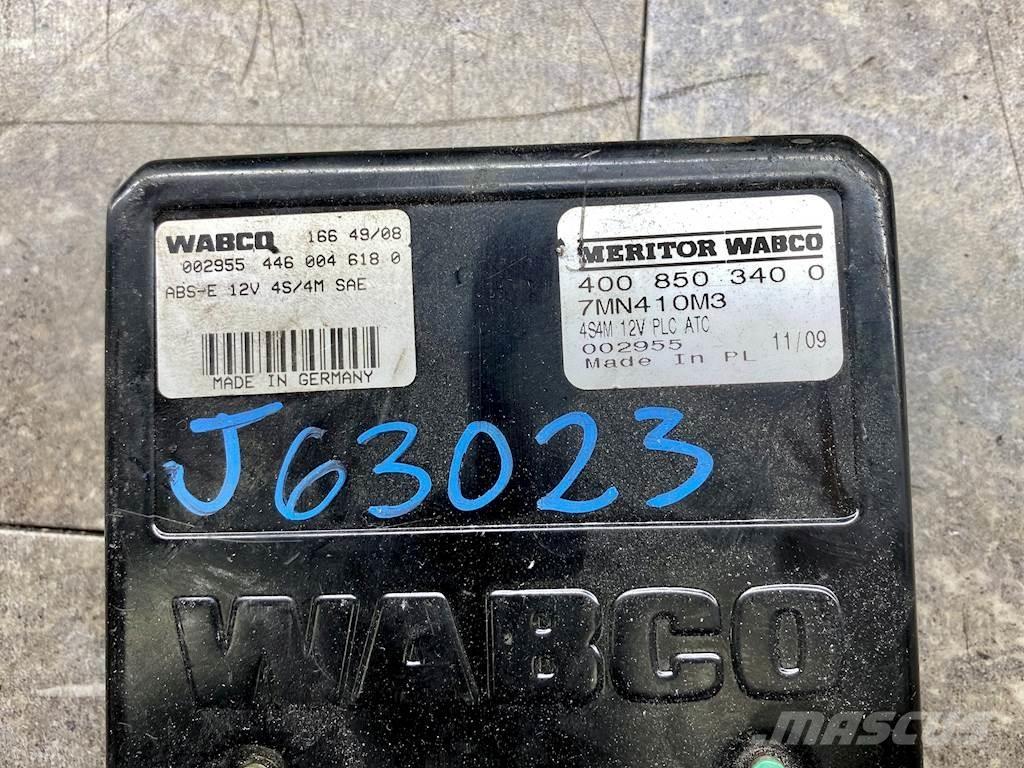 WABCO 166 49/08
002955 446 004 618 0
ABS-E 12V 4S/4M SAE
MADE IN GERMANY
MERITOR WABCO
400 850 340 0
7MN410M3
4S4M 12V PLC ATC
002955 11/09
Made In PL
J63023
WABCO
MASCUS